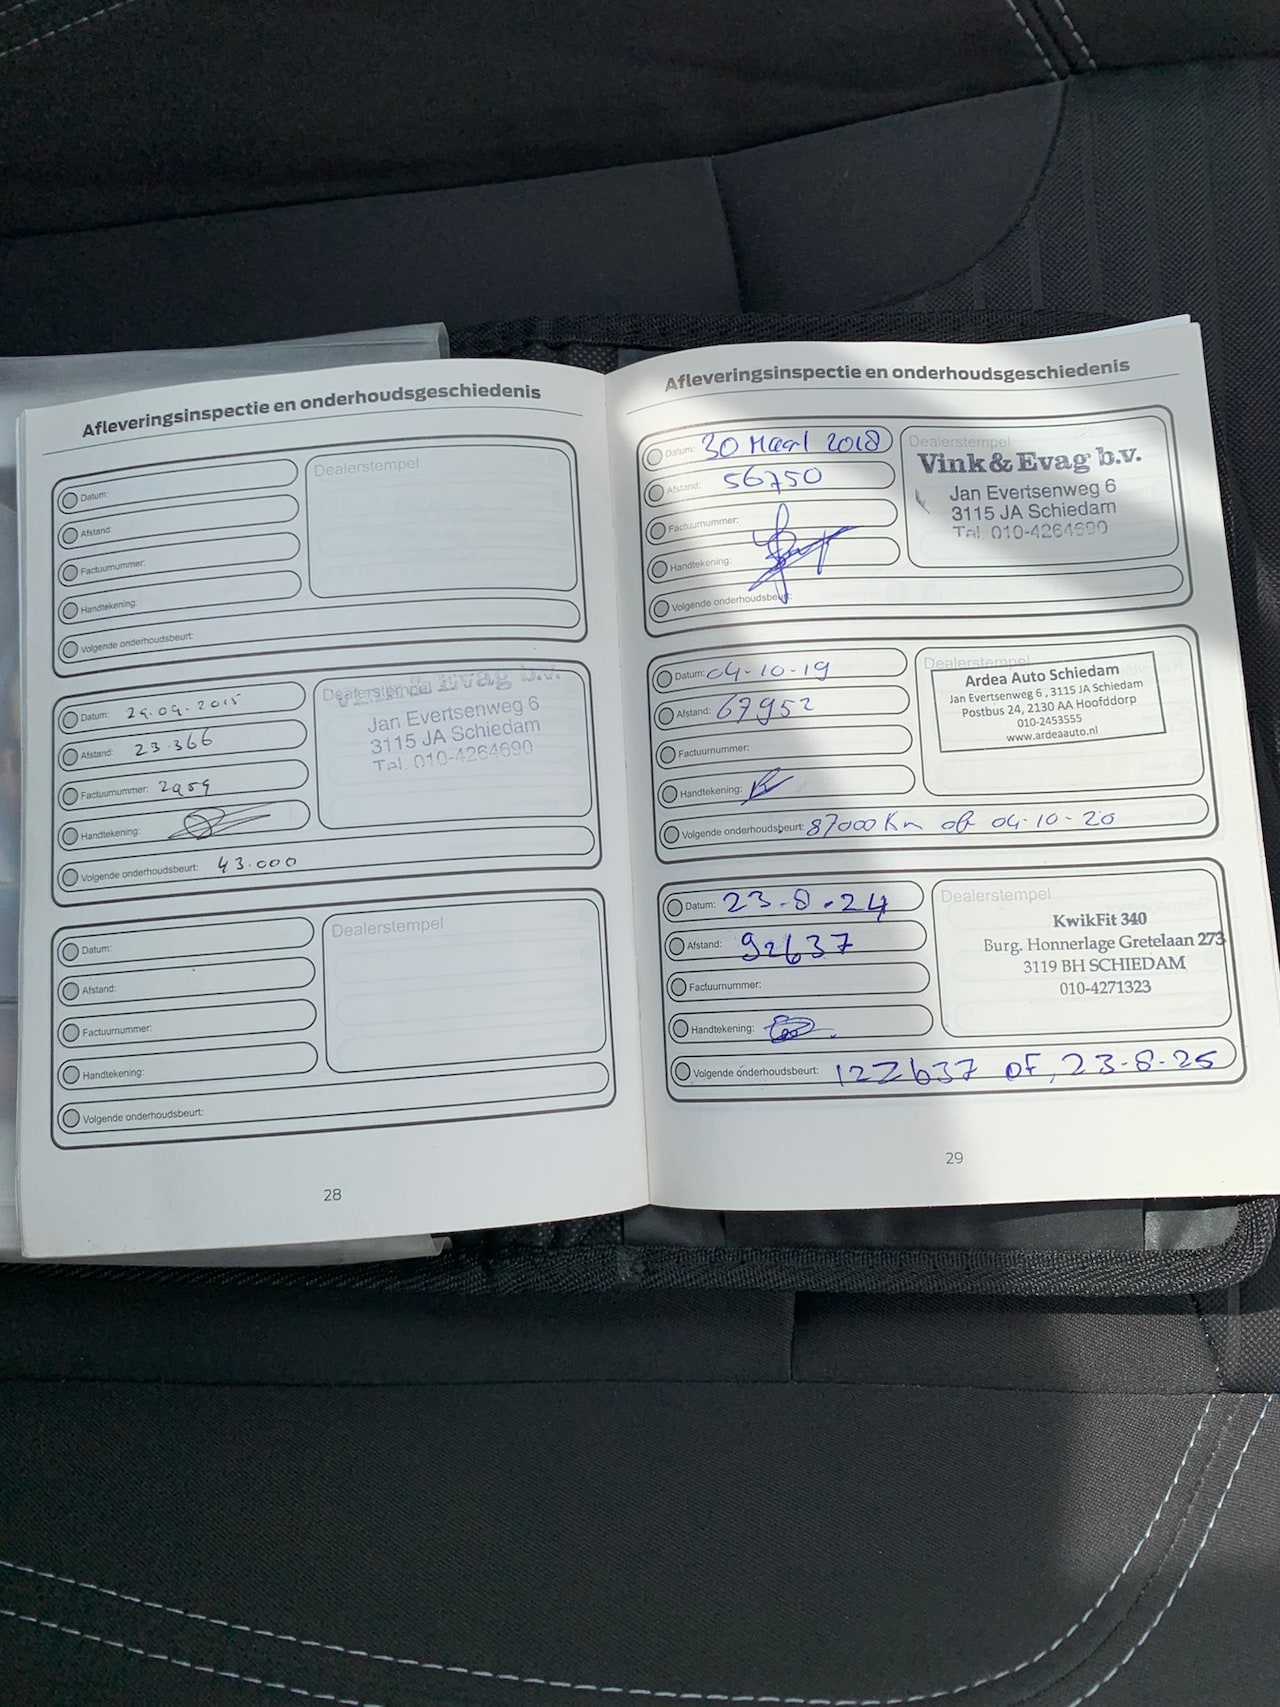 Afleveringsinspectie en onderhoudsgeschiedenis
Datum:
Afstand:
Factuurnummer:
Handtekening:
Volgende onderhoudsbeurt:
Dealerstempel
Datum: 29.09.2015
Afstand: 23.366
Factuurnummer:
Handtekening:
Volgende onderhoudsbeurt: 43.000
Dealerstempel
Evag b.v.
Jan Evertsenweg 6
3115 JA Schiedam
Tel. 010-4264690
Datum:
Afstand:
Factuurnummer:
Handtekening:
Volgende onderhoudsbeurt:
Dealerstempel
28
Afleveringsinspectie en onderhoudsgeschiedenis
Datum: 30 Maart 2018
Afstand: 56750
Factuurnummer:
Handtekening:
Volgende onderhoudsbeurt:
Dealerstempel
Vink & Evag b.v.
Jan Evertsenweg 6
3115 JA Schiedam
Tel. 010-4264690
Datum: 04-10-19
Afstand: 67952
Factuurnummer:
Handtekening:
Volgende onderhoudsbeurt: 87000 Km of 04-10-20
Dealerstempel
Ardea Auto Schiedam
Jan Evertsenweg 6 , 3115 JA Schiedam
Postbus 24, 2130 AA Hoofddorp
010-2453555
www.ardeaauto.nl
Datum: 23-8-24
Afstand: 92637
Factuurnummer:
Handtekening:
Volgende onderhoudsbeurt: 122637 OF, 23-8-25
Dealerstempel
KwikFit 340
Burg. Honnerlage Gretelaan 273
3119 BH SCHIEDAM
010-4271323
29